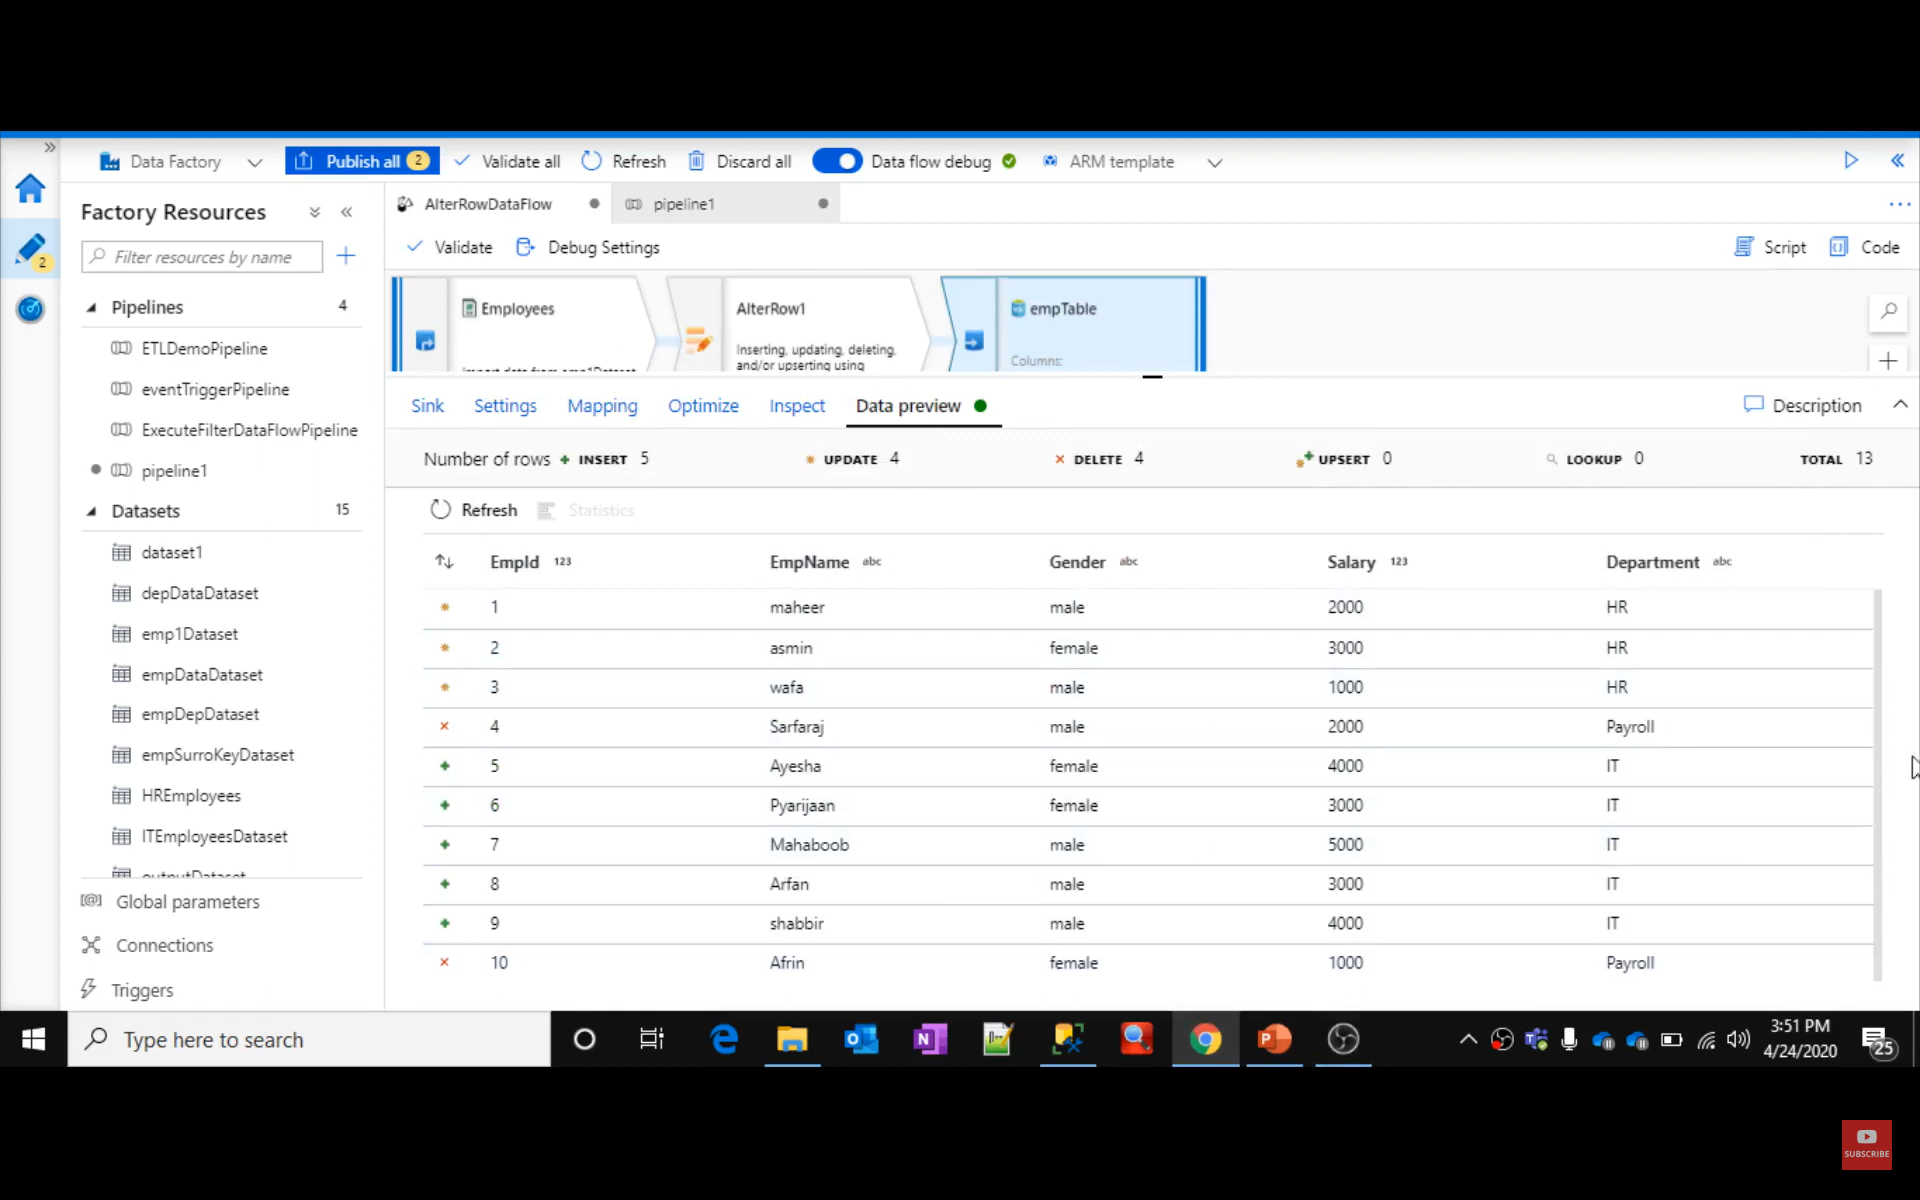 Data Factory
Publish all 2
Validate all
Refresh
Discard all
Data flow debug
ARM template
2
Factory Resources
Filter resources by name
Pipelines 4
ETLDemoPipeline
eventTriggerPipeline
ExecuteFilterDataFlowPipeline
pipeline1
Datasets 15
dataset1
depDataDataset
emp1Dataset
empDataDataset
empDepDataset
empSurroKeyDataset
HREmployees
ITEmployeesDataset
outputDataset
Global parameters
Connections
Triggers
AlterRowDataFlow
pipeline1
Validate
Debug Settings
Script
Code
Employees
Import data from emp1Dataset
AlterRow1
Inserting, updating, deleting,
and/or upserting using
empTable
Columns:
Sink Settings Mapping Optimize Inspect Data preview
Description
Number of rows INSERT 5 UPDATE 4 DELETE 4 UPSERT 0 LOOKUP 0 TOTAL 13
Refresh Statistics
EmpId 123 EmpName abc Gender abc Salary 123 Department abc
1 maheer male 2000 HR
2 asmin female 3000 HR
3 wafa male 1000 HR
4 Sarfaraj male 2000 Payroll
5 Ayesha female 4000 IT
6 Pyarijaan female 3000 IT
7 Mahaboob male 5000 IT
8 Arfan male 3000 IT
9 shabbir male 4000 IT
10 Afrin female 1000 Payroll
Type here to search
3:51 PM
4/24/2020
25
SUBSCRIBE